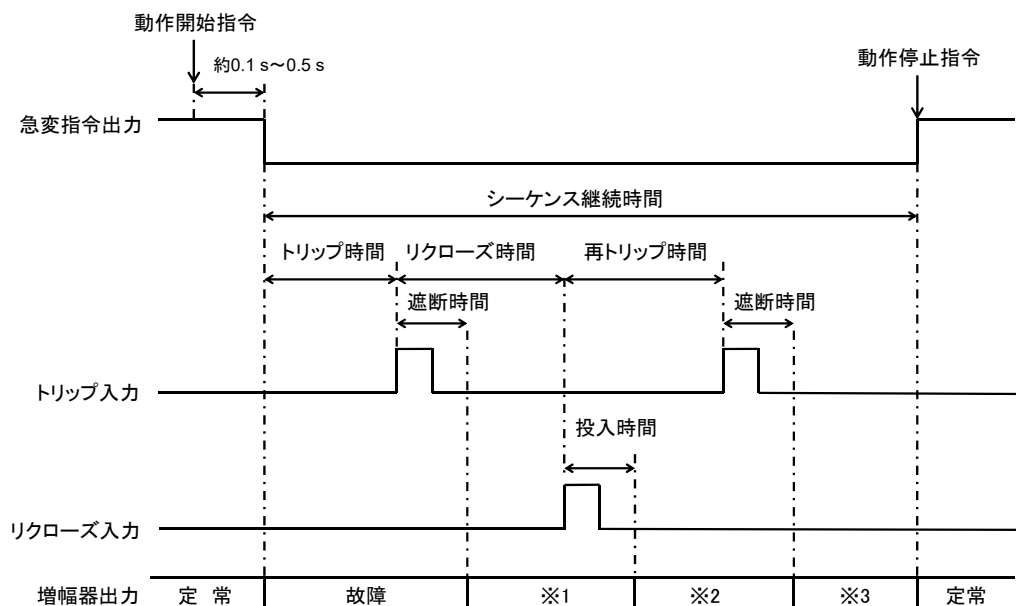 動作開始指令
約0.1 s～0.5 s
動作停止指令
急変指令出力
シーケンス継続時間
トリップ時間
リクローズ時間
再トリップ時間
遮断時間
遮断時間
トリップ入力
投入時間
リクローズ入力
増幅器出力 定 常 故障 ※1 ※2 ※3 定常